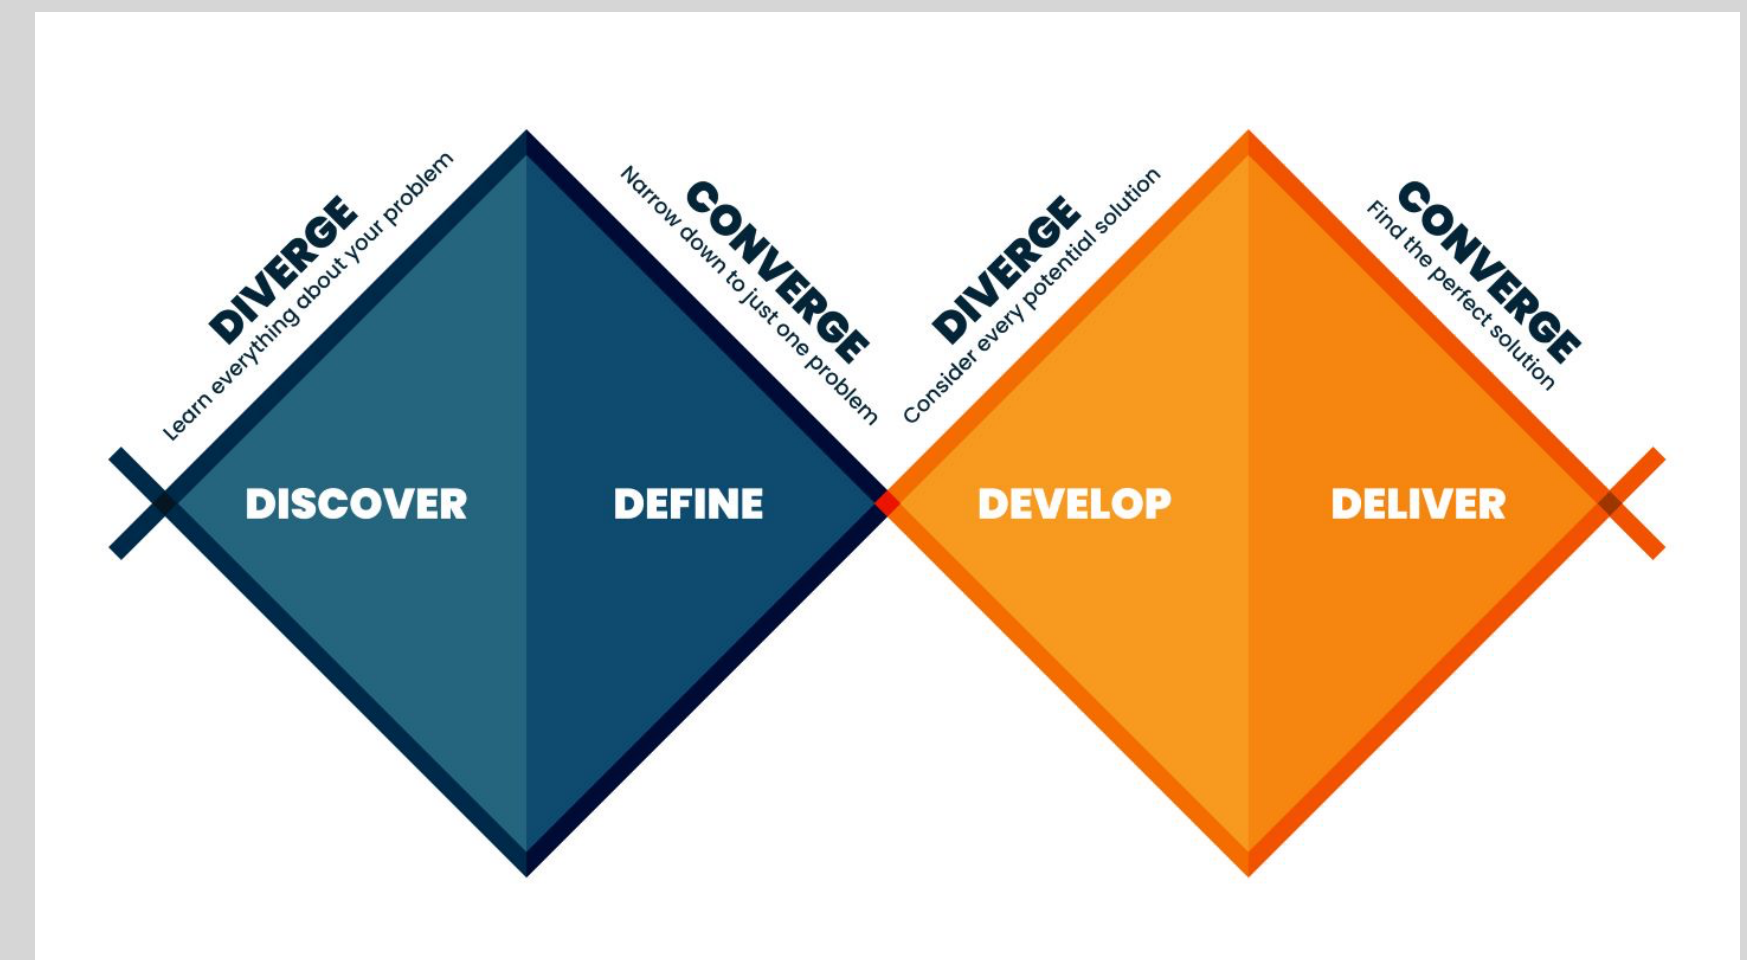 DIVERGE
Learn everything about your problem
CONVERGE
Narrow down to just one problem
DIVERGE
Consider every potential solution
CONVERGE
Find the perfect solution
DISCOVER
DEFINE
DEVELOP
DELIVER